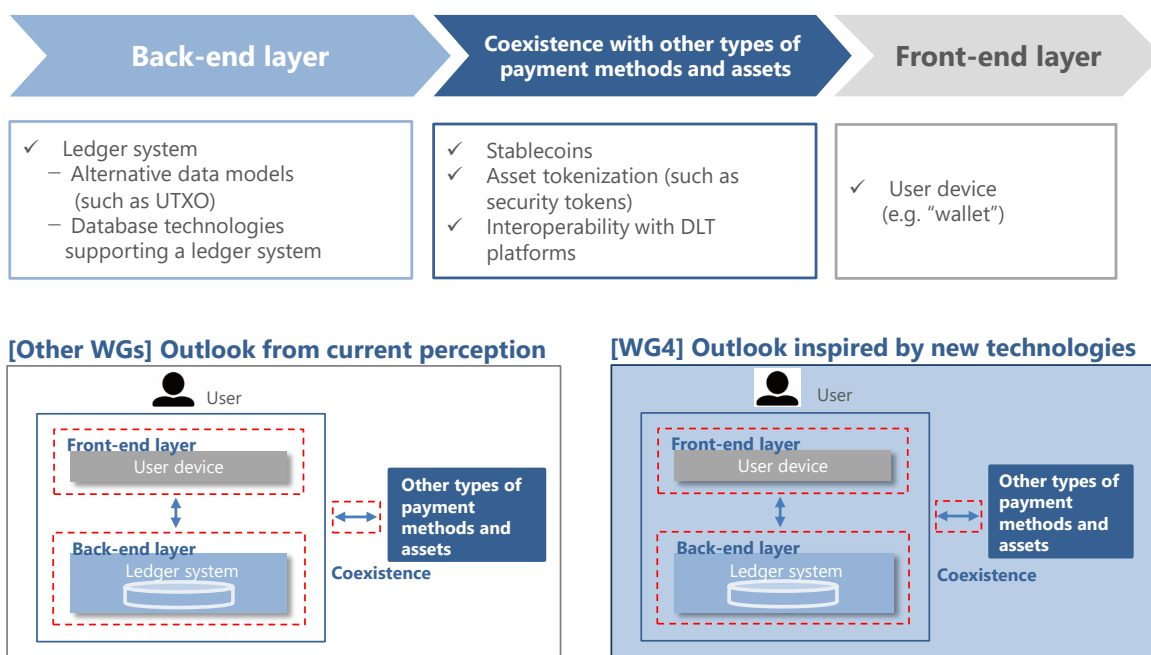 Back-end layer
Coexistence with other types of
payment methods and assets
Front-end layer
✓ Ledger system
− Alternative data models
(such as UTXO)
− Database technologies
supporting a ledger system
✓ Stablecoins
✓ Asset tokenization (such as
security tokens)
✓ Interoperability with DLT
platforms
✓ User device
(e.g. “wallet”)
[Other WGs] Outlook from current perception
User
Front-end layer
User device
Other types of
payment
methods and
assets
Back-end layer
Ledger system
Coexistence
[WG4] Outlook inspired by new technologies
User
Front-end layer
User device
Other types of
payment
methods and
assets
Back-end layer
Ledger system
Coexistence